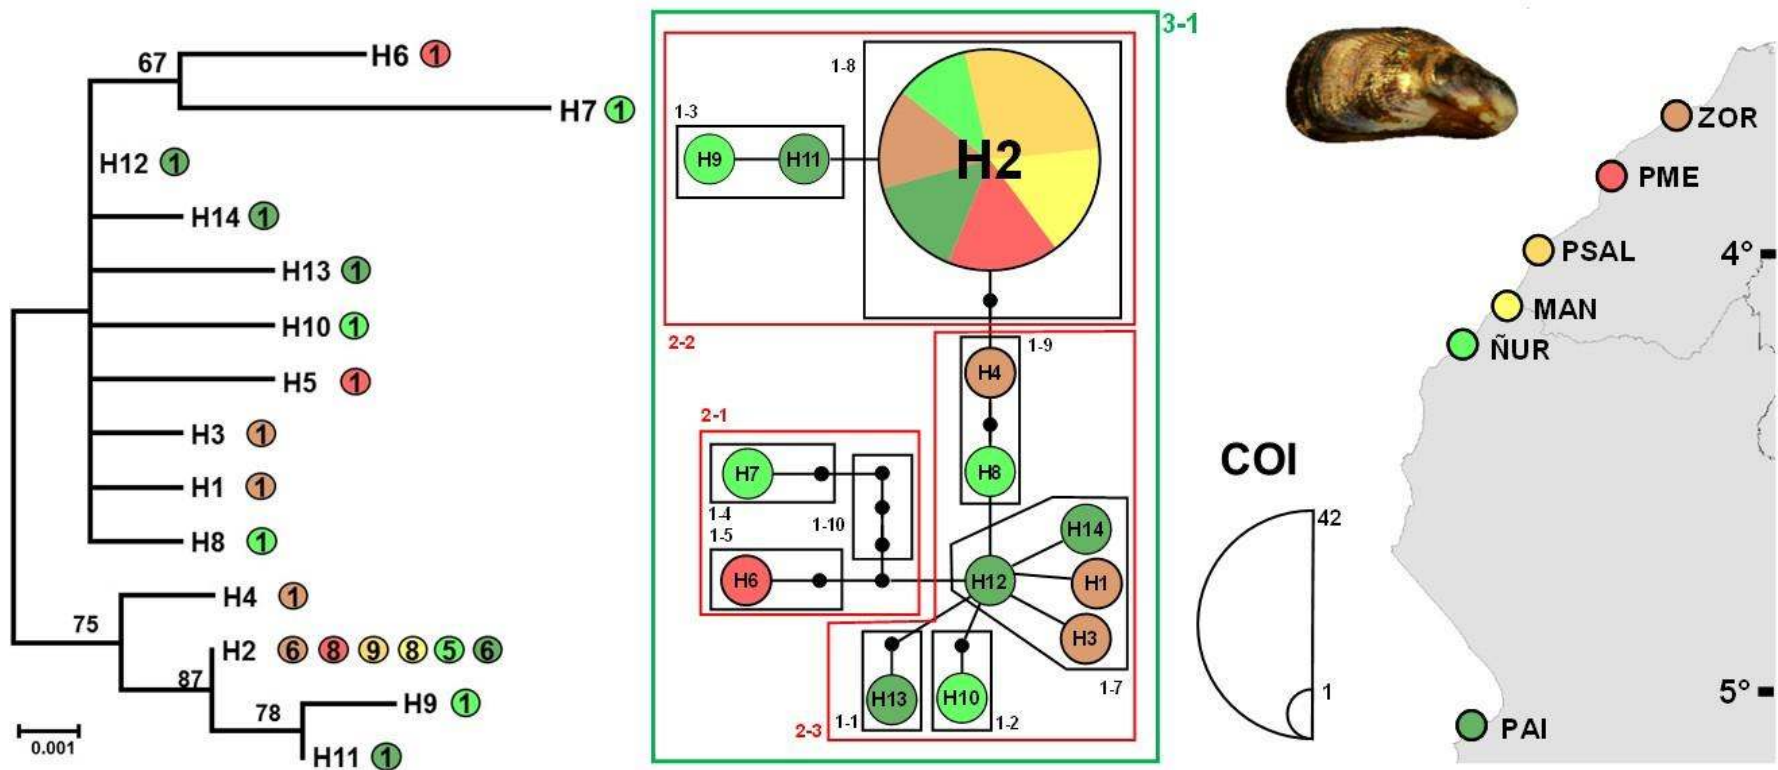 67
H6 1
H7 1
H12 1
H14 1
H13 1
H10 1
H5 1
H3 1
H1 1
H8 1
H4 1
75
H2 6 8 9 8 5 6
87
H9 1
78
H11 1
0.001
3-1
1-8
1-3
H9
H11
H2
2-2
1-9
H4
H8
2-1
H7
1-4
1-10
1-5
H6
H14
H12
H1
H3
1-7
H13
H10
1-1
1-2
2-3
ZOR
PME
PSAL
4°
MAN
ÑUR
COI
42
1
5°
PAI